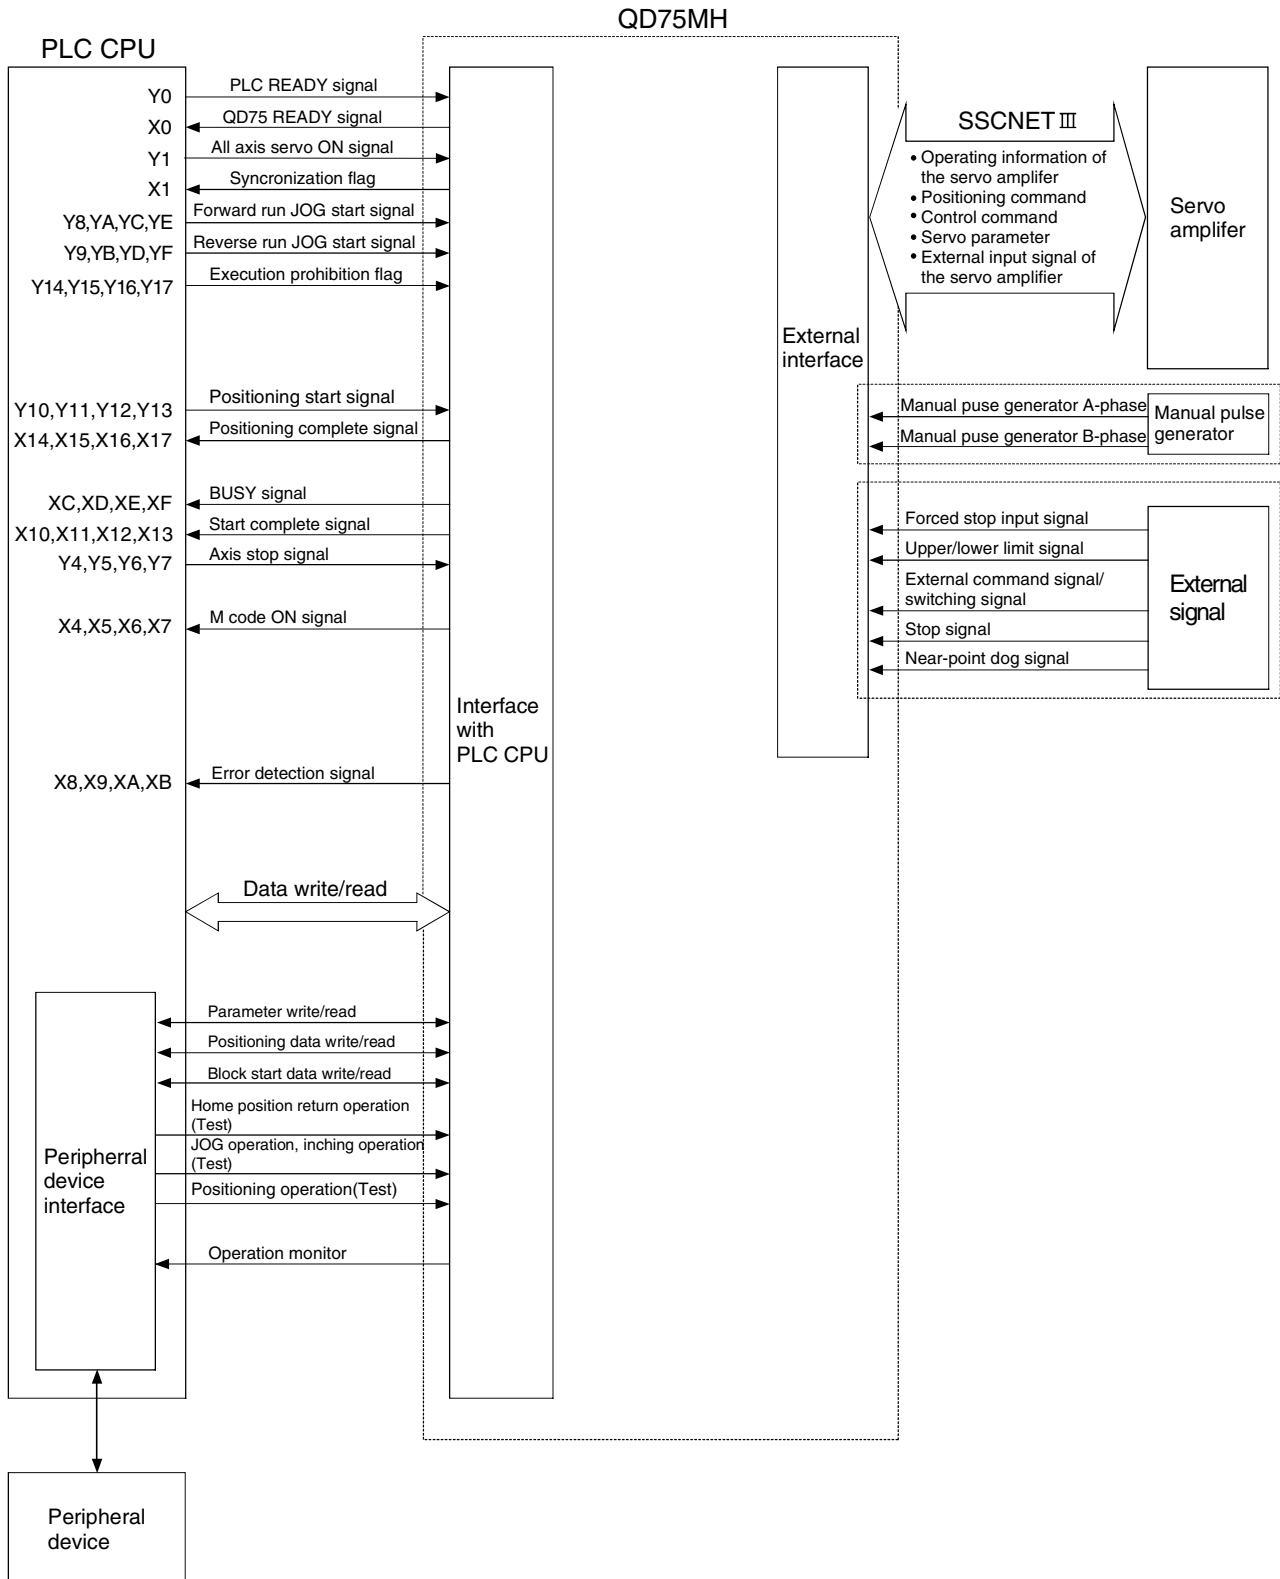 QD75MH
PLC CPU
Y0
PLC READY signal
X0
QD75 READY signal
Y1
All axis servo ON signal
X1
Syncronization flag
Y8,YA,YC,YE
Forward run JOG start signal
Y9,YB,YD,YF
Reverse run JOG start signal
Y14,Y15,Y16,Y17
Execution prohibition flag
Y10,Y11,Y12,Y13
Positioning start signal
X14,X15,X16,X17
Positioning complete signal
XC,XD,XE,XF
BUSY signal
X10,X11,X12,X13
Start complete signal
Y4,Y5,Y6,Y7
Axis stop signal
X4,X5,X6,X7
M code ON signal
X8,X9,XA,XB
Error detection signal
Data write/read
Interface
with
PLC CPU
Parameter write/read
Positioning data write/read
Block start data write/read
Home position return operation
(Test)
JOG operation, inching operation
(Test)
Positioning operation(Test)
Operation monitor
Peripherral
device
interface
Peripheral
device
External
interface
SSCNET III
• Operating information of
the servo amplifer
• Positioning command
• Control command
• Servo parameter
• External input signal of
the servo amplifier
Servo
amplifer
Manual puse generator A-phase
Manual puse generator B-phase
Manual pulse
generator
Forced stop input signal
Upper/lower limit signal
External command signal/
switching signal
Stop signal
Near-point dog signal
External
signal